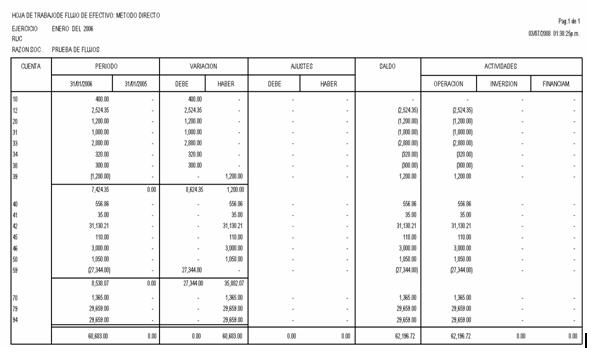 HOJA DE TRABAJODE FLUJO DE EFECTIVO: METODO DIRECTO
Pag.1 de 1
EJERCICIO ENERO DEL 2006
03/07/2008 01:38:25p.m.
RUC
RAZON SOC. PRUEBA DE FLUJOS
CUENTA PERIODO VARIACION AJUSTES SALDO ACTIVIDADES
31/01/2006 31/01/2005 DEBE HABER DEBE HABER OPERACION INVERSION FINANCIAM.
10 400.00 - 400.00 - - - - - - -
12 2,524.35 - 2,524.35 - - - (2,524.35) (2,524.35) - -
20 1,200.00 - 1,200.00 - - - (1,200.00) (1,200.00) - -
31 1,000.00 - 1,000.00 - - - (1,000.00) (1,000.00) - -
33 2,880.00 - 2,880.00 - - - (2,880.00) (2,880.00) - -
34 320.00 - 320.00 - - - (320.00) (320.00) - -
38 300.00 - 300.00 - - - (300.00) (300.00) - -
39 (1,200.00) - - 1,200.00 - - 1,200.00 1,200.00 - -
7,424.35 0.00 8,624.35 1,200.00
40 556.86 - - 556.86 - - 556.86 556.86 - -
41 35.00 - - 35.00 - - 35.00 35.00 - -
42 31,130.21 - - 31,130.21 - - 31,130.21 31,130.21 - -
45 110.00 - - 110.00 - - 110.00 110.00 - -
46 3,000.00 - - 3,000.00 - - 3,000.00 3,000.00 - -
50 1,050.00 - - 1,050.00 - - 1,050.00 1,050.00 - -
59 (27,344.00) - 27,344.00 - - - (27,344.00) (27,344.00) - -
8,538.07 0.00 27,344.00 35,882.07
70 1,365.00 - - 1,365.00 - - 1,365.00 1,365.00 - -
79 29,659.00 - - 29,659.00 - - 29,659.00 29,659.00 - -
94 29,659.00 - - 29,659.00 - - 29,659.00 29,659.00 - -
60,683.00 0.00 0.00 60,683.00 0.00 0.00 62,196.72 62,196.72 0.00 0.00